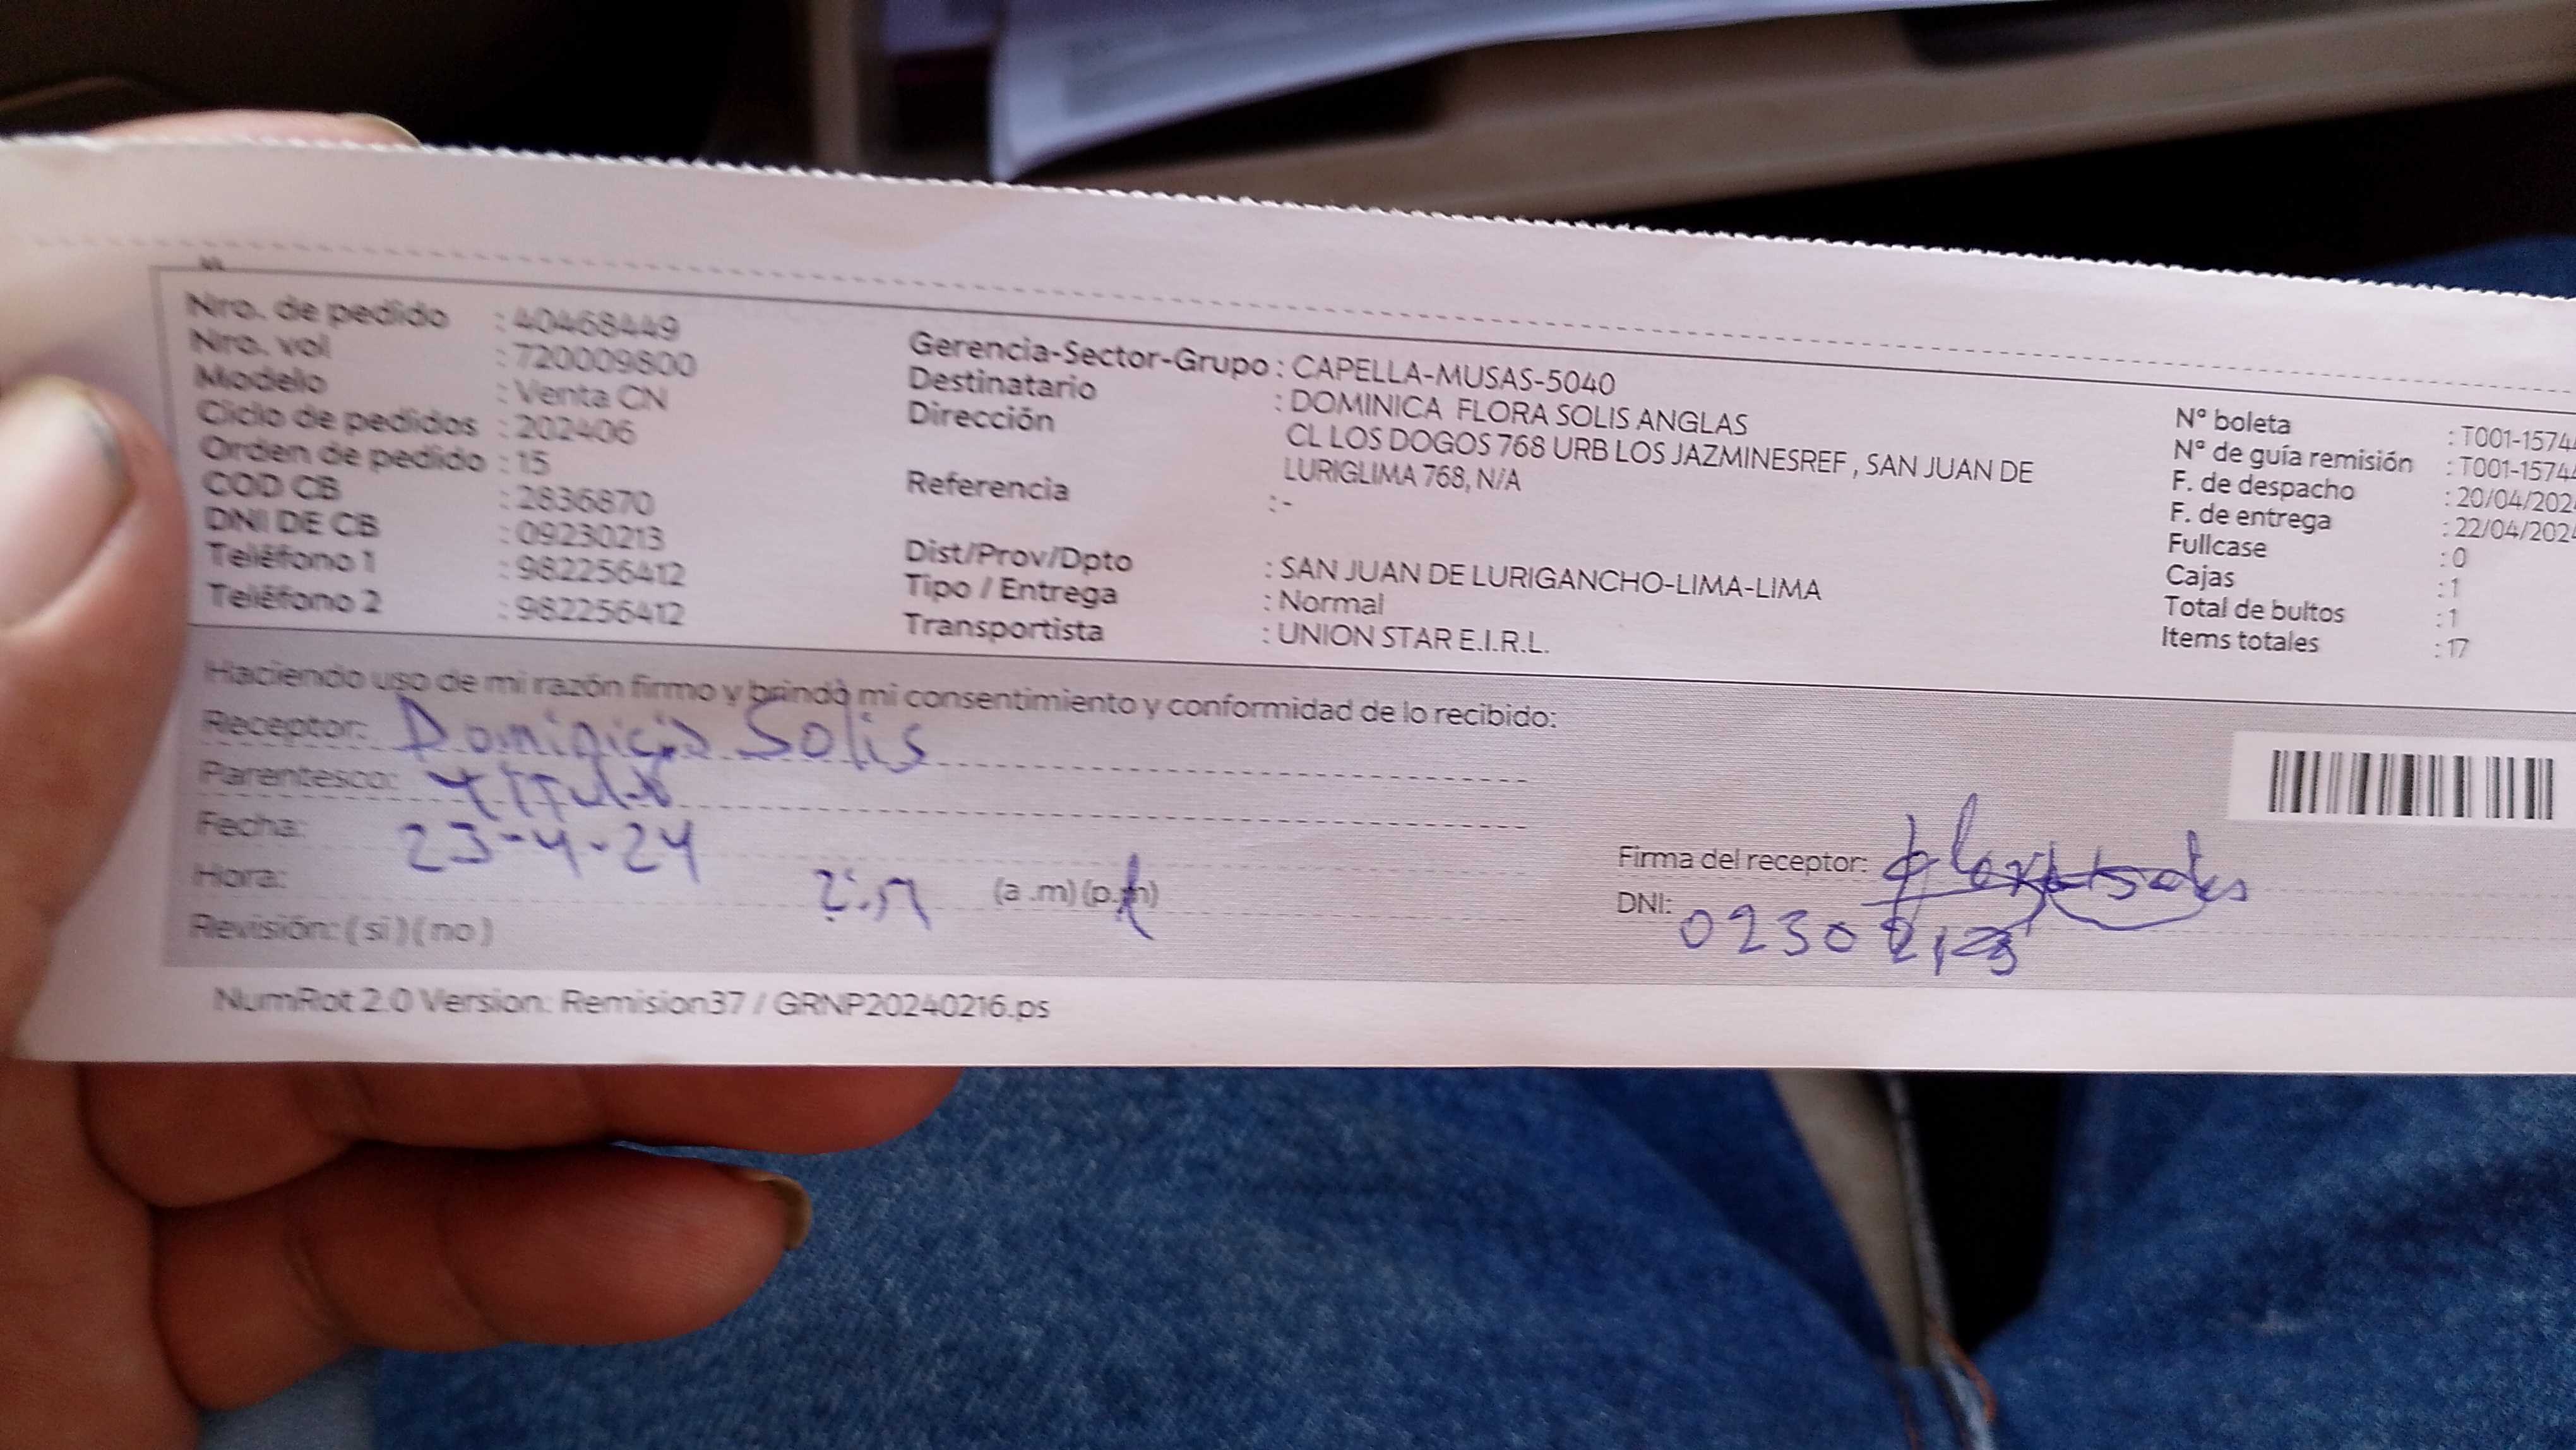 Nro. de pedido : 40468449
Nro. vol : 720009800
Modelo : Venta CN
Ciclo de pedidos : 202406
Orden de pedido : 15
COD CB : 2836870
DNI DE CB : 09230213
Teléfono 1 : 982256412
Teléfono 2 : 982256412
Gerencia-Sector-Grupo : CAPELLA-MUSAS-5040
Destinatario : DOMINICA FLORA SOLIS ANGLAS
Dirección CL LOS DOGOS 768 URB LOS JAZMINESREF , SAN JUAN DE
LURIGLIMA 768, N/A
Referencia : -
Dist/Prov/Dpto : SAN JUAN DE LURIGANCHO-LIMA-LIMA
Tipo / Entrega : Normal
Transportista : UNION STAR E.I.R.L.
Nº boleta : T001-1574
Nº de guía remisión : T001-1574
F. de despacho : 20/04/202
F. de entrega : 22/04/202
Fullcase : 0
Cajas : 1
Total de bultos : 1
Items totales : 17
Haciendo uso de mi razón firmo y brindo mi consentimiento y conformidad de lo recibido:
Receptor: Dominicia Solis
Parentesco: Titular
Fecha: 23-4-24
Hora: (a .m) (p.m)
Revisión: ( si ) ( no )
Firma del receptor:
DNI:
NumRot 2.0 Version: Remision37 / GRNP20240216.ps